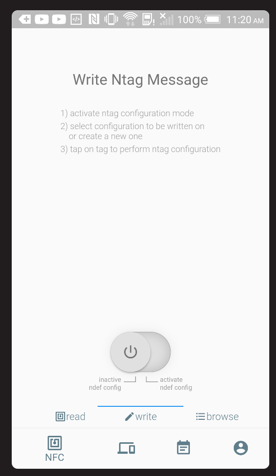 100% 11:20 AM
Write Ntag Message
1) activate ntag configuration mode
2) select configuration to be written on
or create a new one
3) tap on tag to perform ntag configuration
inactive activate
ndef config ndef config
read write browse
NFC